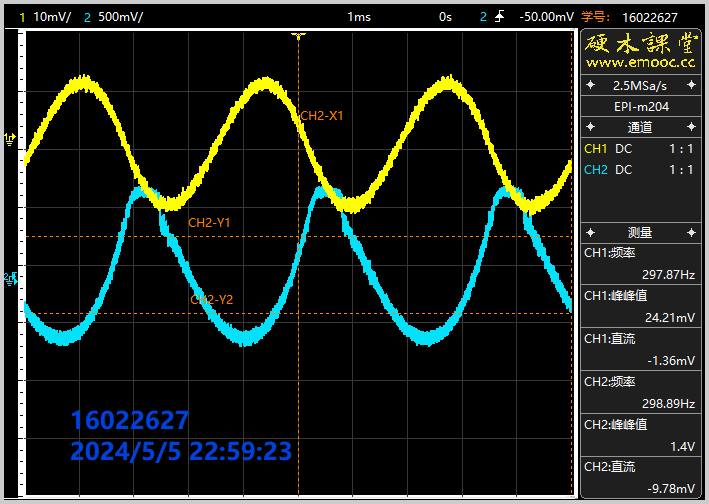 1 10mV/ 2 500mV/ 1ms 0s 2 -50.00mV 学号: 16022627
硬木課堂
www.emooc.cc
2.5MSa/s
EPI-m204
通道
CH1 DC 1 : 1
CH2 DC 1 : 1
测量
CH1:频率
297.87Hz
CH1:峰峰值
24.21mV
CH1:直流
-1.36mV
CH2:频率
298.89Hz
CH2:峰峰值
1.4V
CH2:直流
-9.78mV
CH2-X1
1
CH2-Y1
2
CH2-Y2
16022627
2024/5/5 22:59:23